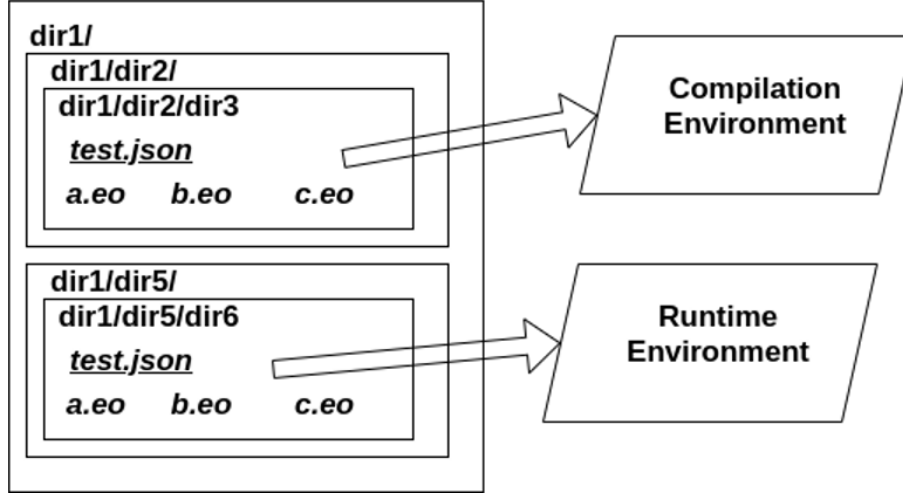 dir1/
dir1/dir2/
dir1/dir2/dir3
test.json
a.eo b.eo c.eo
Compilation
Environment
dir1/dir5/
dir1/dir5/dir6
test.json
a.eo b.eo c.eo
Runtime
Environment